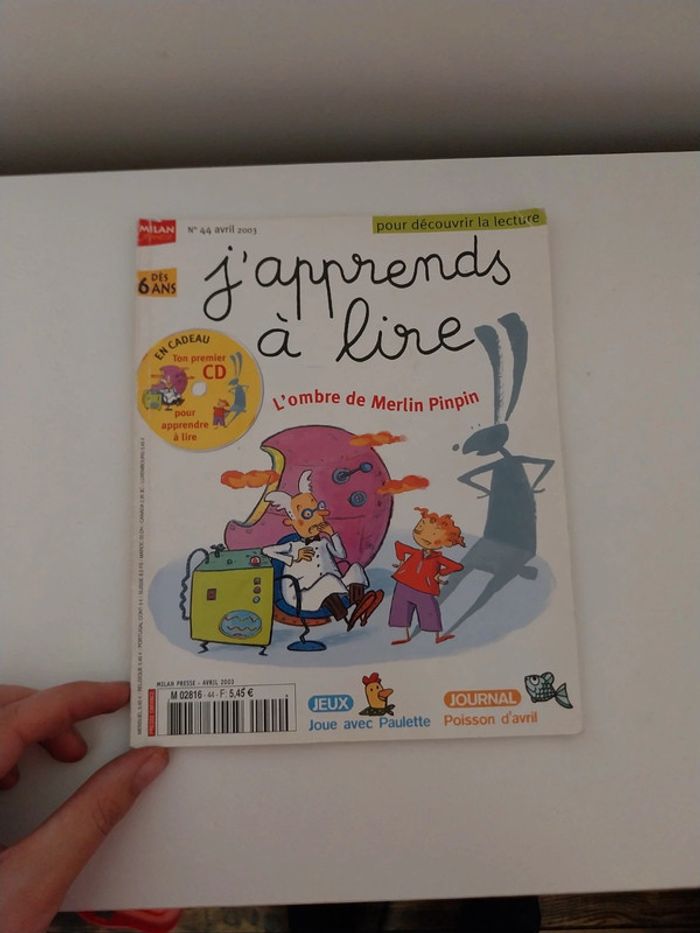 MILAN
N° 44 avril 2003
pour découvrir la lecture
j'apprends
à lire
DÈS
6 ANS
EN CADEAU
Ton premier
CD
pour
apprendre
à lire
L'ombre de Merlin Pinpin
MILAN PRESSE - AVRIL 2003
M 02816 - 44 - F: 5,45 €
JEUX
Joue avec Paulette
JOURNAL
Poisson d'avril